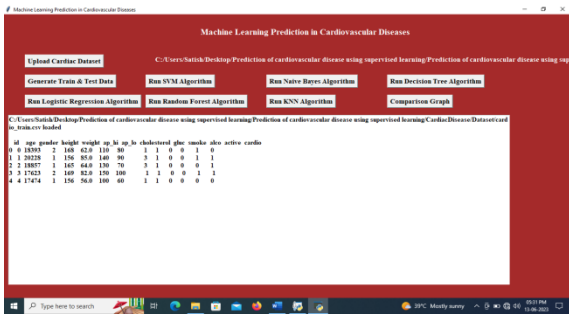 Machine Learning Prediction in Cardiovascular Diseases
Machine Learning Prediction in Cardiovascular Diseases
Upload Cardiac Dataset C:/Users/Satish/Desktop/Prediction of cardiovascular disease using supervised learning/Prediction of cardiovascular disease using sup
Generate Train & Test Data Run SVM Algorithm Run Naive Bayes Algorithm Run Decision Tree Algorithm
Run Logistic Regression Algorithm Run Random Forest Algorithm Run KNN Algorithm Comparison Graph
C:/Users/Satish/Desktop/Prediction of cardiovascular disease using supervised learning/Prediction of cardiovascular disease using supervised learning/CardiacDisease/Dataset/card
io_train.csv loaded
id age gender height weight ap_hi ap_lo cholesterol gluc smoke alco active cardio
0 0 18393 2 168 62.0 110 80 1 1 0 0 1 0
1 1 20228 1 156 85.0 140 90 3 1 0 0 1 1
2 2 18857 1 165 64.0 130 70 3 1 0 0 0 1
3 3 17623 2 169 82.0 150 100 1 1 0 0 1 1
4 4 17474 1 156 56.0 100 60 1 1 0 0 0 0
Type here to search 39°C Mostly sunny 05:01 PM
13-06-2023